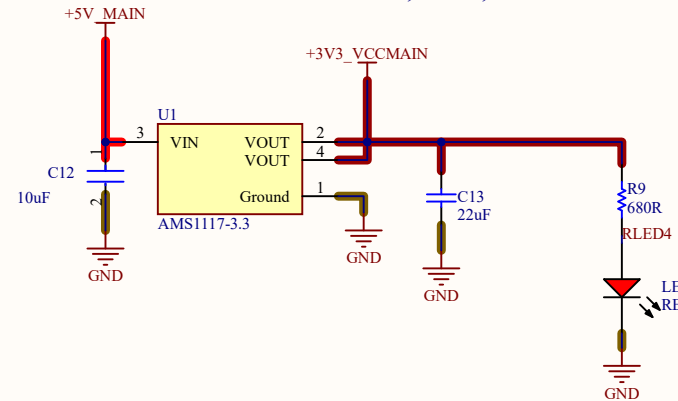 +5V_MAIN
+3V3_VCCMAIN
U1
3
VIN
VOUT
2
VOUT
4
Ground
1
AMS1117-3.3
C12
10uF
1
2
GND
GND
C13
22uF
GND
R9
680R
RLED4
GND